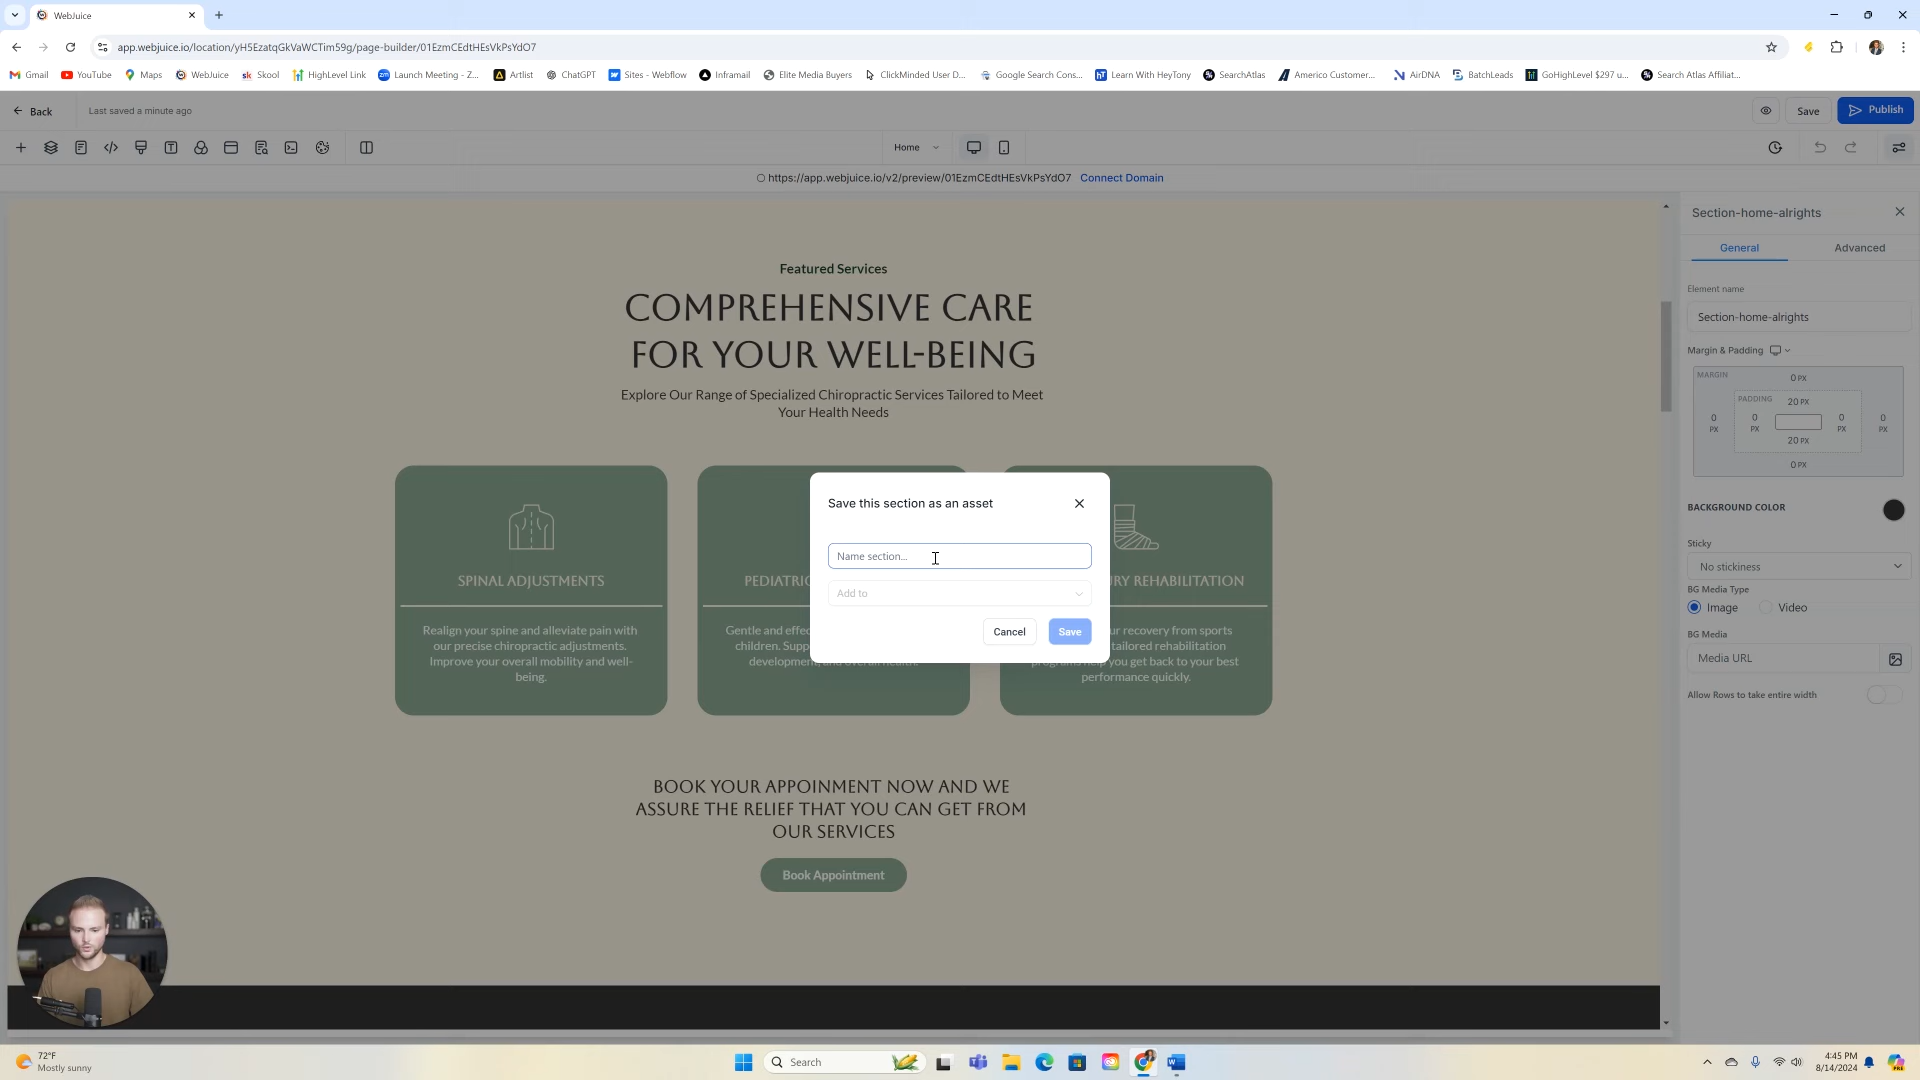 WebJuice
app.webjuice.io/location/yH5EzatqGkVaWCTim59g/page-builder/01EzmCEdtHEsVkPsYdO7
Gmail
YouTube
Maps
WebJuice
Skool
HighLevel Link
Launch Meeting - Z...
Artlist
ChatGPT
Sites - Webflow
Inframail
Elite Media Buyers
ClickMinded User D...
Google Search Cons...
Learn With HeyTony
SearchAtlas
Americo Customer...
AirDNA
BatchLeads
GoHighLevel $297 u...
Search Atlas Affiliat...
Back
Last saved a minute ago
Save
Publish
Home
https://app.webjuice.io/v2/preview/01EzmCEdtHEsVkPsYdO7 Connect Domain
Featured Services
COMPREHENSIVE CARE
FOR YOUR WELL-BEING
Explore Our Range of Specialized Chiropractic Services Tailored to Meet
Your Health Needs
SPINAL ADJUSTMENTS
Realign your spine and alleviate pain with
our precise chiropractic adjustments.
Improve your overall mobility and well-
being.
PEDIATRIC
Gentle and effec
children. Supp
development, and overall health.
RY REHABILITATION
ur recovery from sports
tailored rehabilitation
programs help you get back to your best
performance quickly.
Save this section as an asset
Name section...
Add to
Cancel
Save
BOOK YOUR APPOINMENT NOW AND WE
ASSURE THE RELIEF THAT YOU CAN GET FROM
OUR SERVICES
Book Appointment
Section-home-alrights
General
Advanced
Element name
Section-home-alrights
Margin & Padding
MARGIN
0 PX
PADDING
20 PX
0 PX
0 PX
0 PX
0 PX
20 PX
0 PX
BACKGROUND COLOR
Sticky
No stickiness
BG Media Type
Image
Video
BG Media
Media URL
Allow Rows to take entire width
72°F
Mostly sunny
Search
4:45 PM
8/14/2024